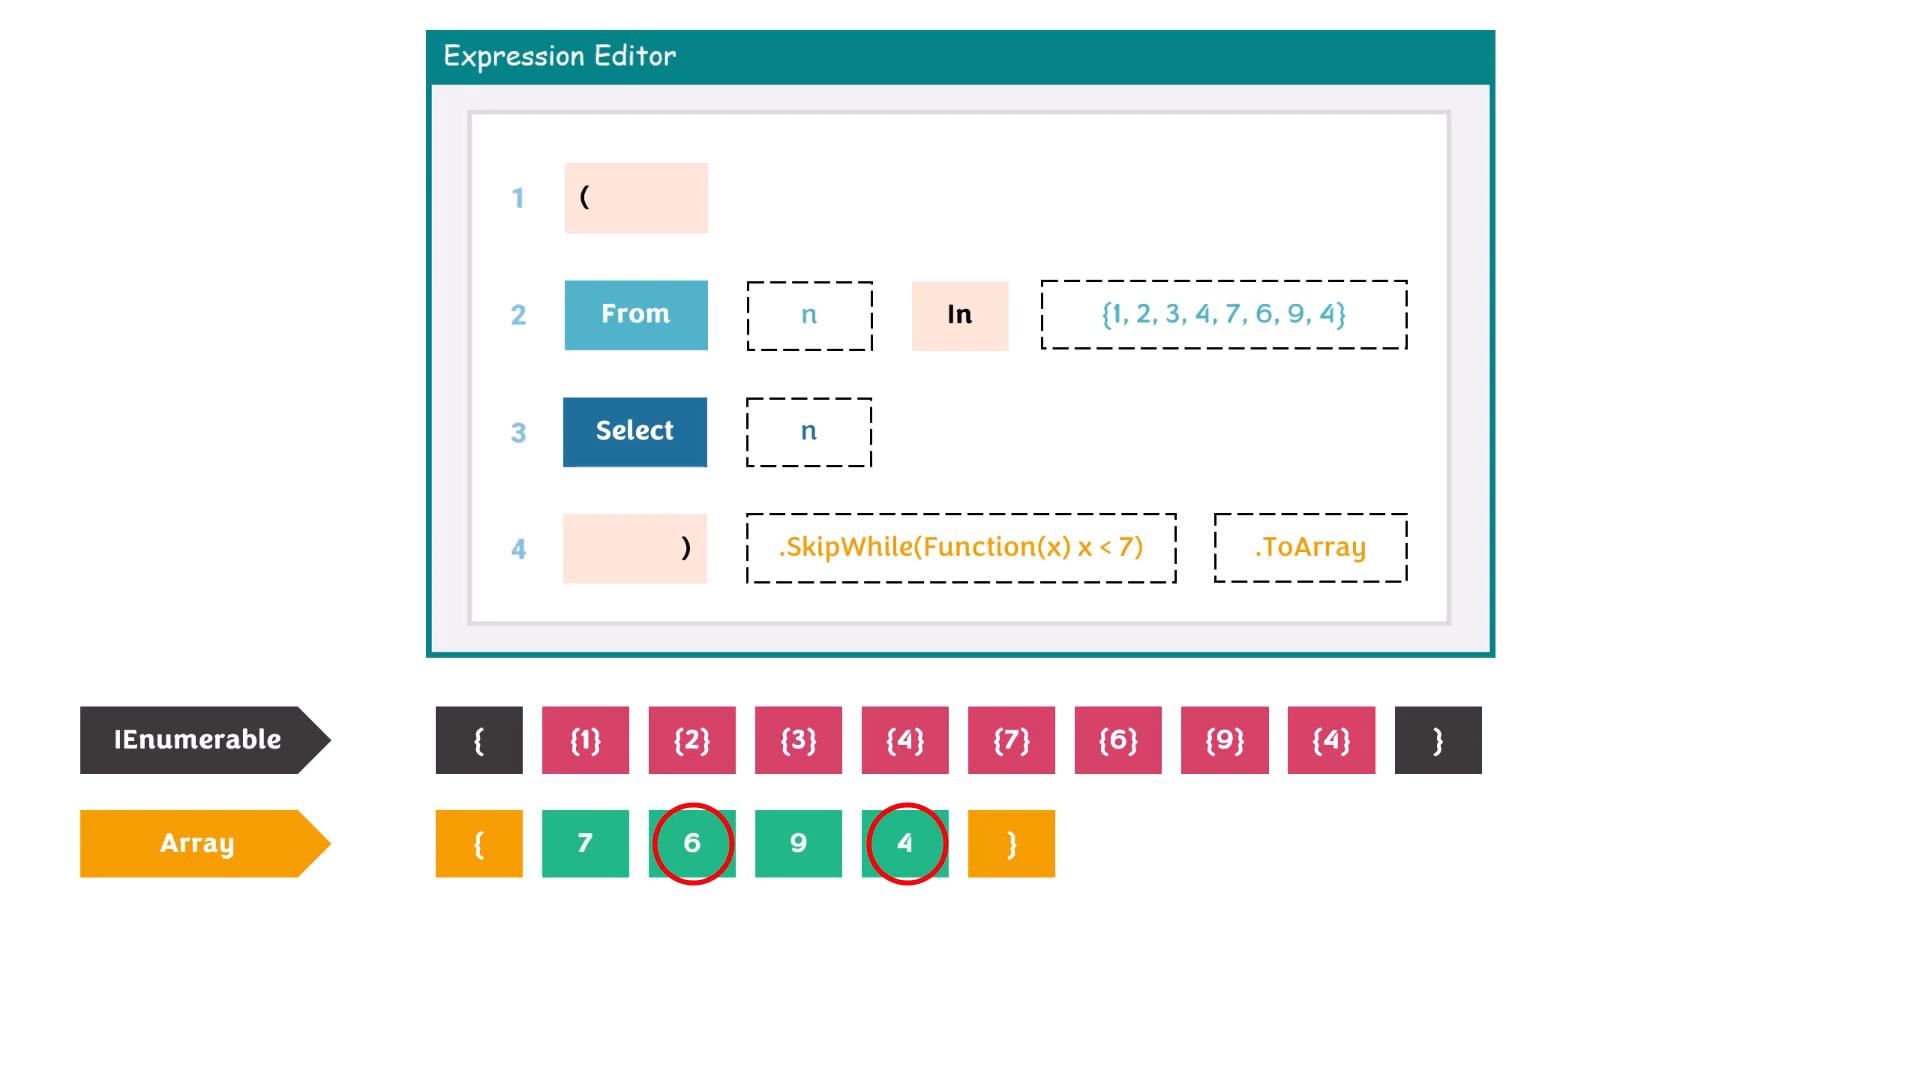 Expression Editor
1 (
2 From n In {1, 2, 3, 4, 7, 6, 9, 4}
3 Select n
4 ) .SkipWhile(Function(x) x < 7) .ToArray
IEnumerable { {1} {2} {3} {4} {7} {6} {9} {4} }
Array { 7 6 9 4 }